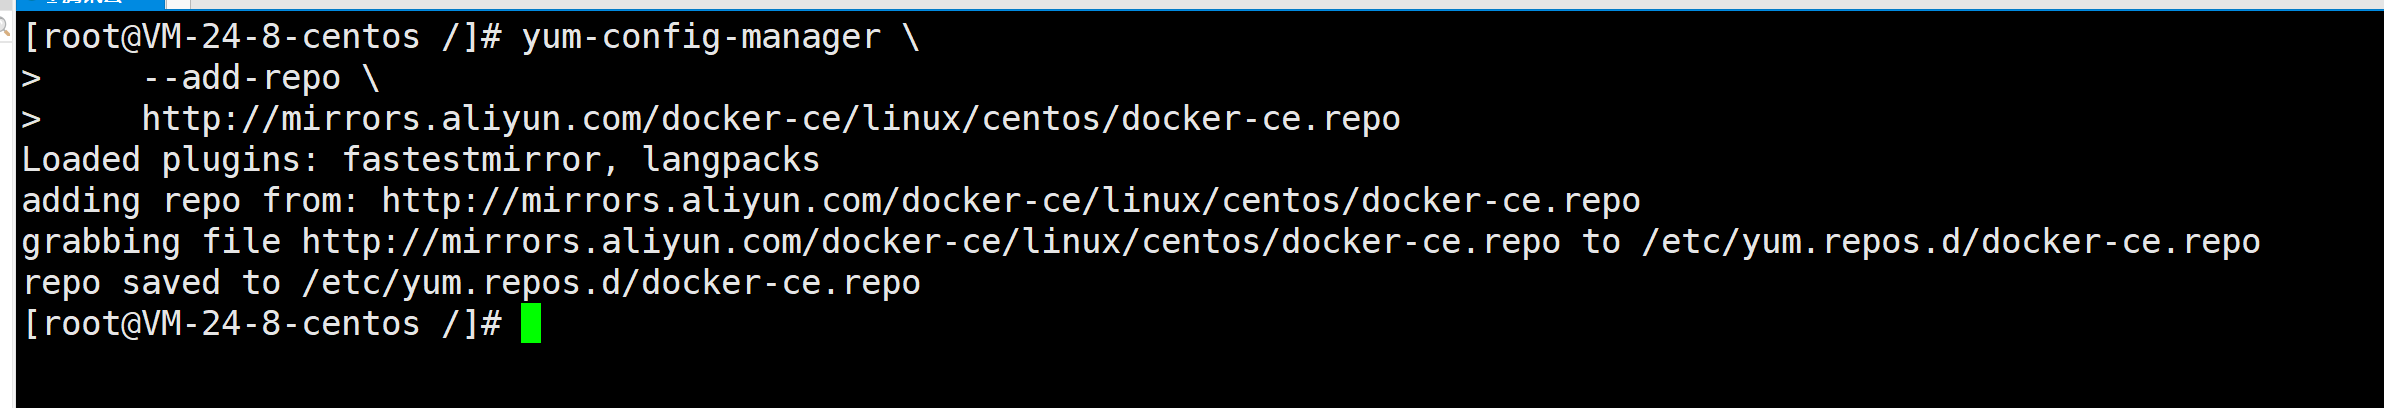 [root@VM-24-8-centos /]# yum-config-manager \
>     --add-repo \
>     http://mirrors.aliyun.com/docker-ce/linux/centos/docker-ce.repo
Loaded plugins: fastestmirror, langpacks
adding repo from: http://mirrors.aliyun.com/docker-ce/linux/centos/docker-ce.repo
grabbing file http://mirrors.aliyun.com/docker-ce/linux/centos/docker-ce.repo to /etc/yum.repos.d/docker-ce.repo
repo saved to /etc/yum.repos.d/docker-ce.repo
[root@VM-24-8-centos /]#